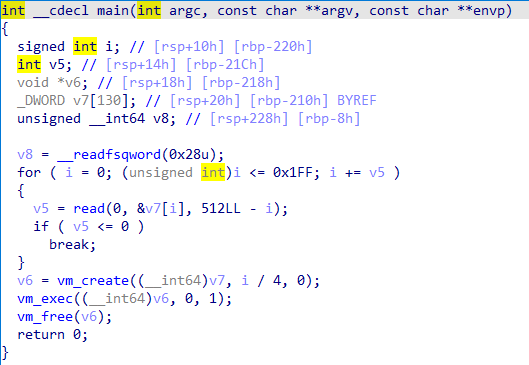 int __cdecl main(int argc, const char **argv, const char **envp)
{
  signed int i; // [rsp+10h] [rbp-220h]
  int v5; // [rsp+14h] [rbp-21Ch]
  void *v6; // [rsp+18h] [rbp-218h]
  _DWORD v7[130]; // [rsp+20h] [rbp-210h] BYREF
  unsigned __int64 v8; // [rsp+228h] [rbp-8h]

  v8 = __readfsqword(0x28u);
  for ( i = 0; (unsigned int)i <= 0x1FF; i += v5 )
  {
    v5 = read(0, &v7[i], 512LL - i);
    if ( v5 <= 0 )
      break;
  }
  v6 = vm_create((__int64)v7, i / 4, 0);
  vm_exec((__int64)v6, 0, 1);
  vm_free(v6);
  return 0;
}